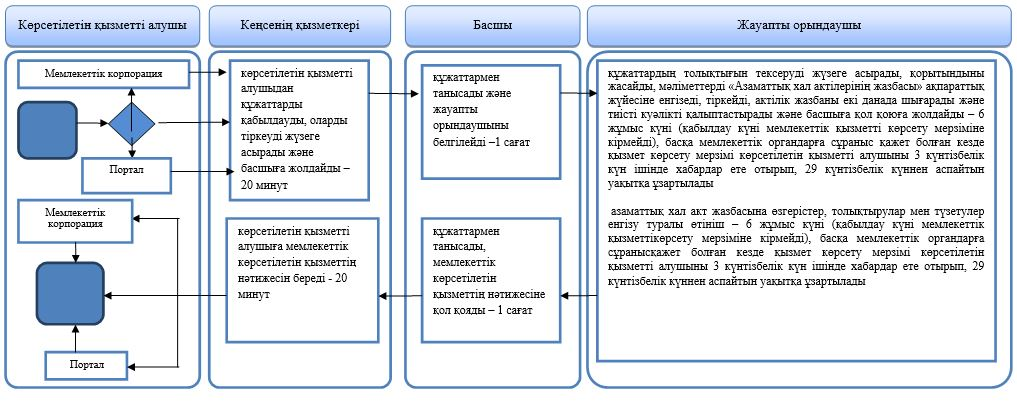 Көрсетілетін қызметті алушы
Кеңсенің қызметкері
Басшы
Жауапты орындаушы
Мемлекеттік корпорация
Портал
көрсетілетін қызметті
алушыдан
құжаттарды
қабылдауды, оларды
тіркеуді жүзеге
асырады және
басшыға жолдайды –
20 минут
құжаттармен
танысады және
жауапты
орындаушыны
белгілейді –1 сағат
құжаттардың толықтығын тексеруді жүзеге асырады, қорытындыны
жасайды, мәліметтерді «Азаматтық хал актілерінің жазбасы» ақпараттық
жүйесіне енгізеді, тіркейді, актілік жазбаны екі данада шығарады және
тиісті куәлікті қалыптастырады және басшыға қол қоюға жолдайды – 6
жұмыс күні (қабылдау күні мемлекеттік қызметті көрсету мерзіміне
кірмейді), басқа мемлекеттік органдарға сұраныс қажет болған кезде
қызмет көрсету мерзімі көрсетілетін қызметті алушыны 3 күнтізбелік
күн ішінде хабардар ете отырып, 29 күнтізбелік күннен аспайтын
уақытқа ұзартылады
азаматтық хал акт жазбасына өзгерістер, толықтырулар мен түзетулер
енгізу туралы өтініш – 6 жұмыс күні (қабылдау күні мемлекеттік
қызметтікөрсету мерзіміне кірмейді), басқа мемлекеттік органдарға
сұранысқажет болған кезде қызмет көрсету мерзімі көрсетілетін
қызметті алушыны 3 күнтізбелік күн ішінде хабардар ете отырып, 29
күнтізбелік күннен аспайтын уақытқа ұзартылады
Мемлекеттік
корпорация
Портал
көрсетілетін қызметті
алушыға мемлекеттік
көрсетілетін қызметтің
нәтижесін береді - 20
минут
құжаттармен
танысады,
мемлекеттік
көрсетілетін
қызметтің нәтижесіне
қол қояды – 1 сағат